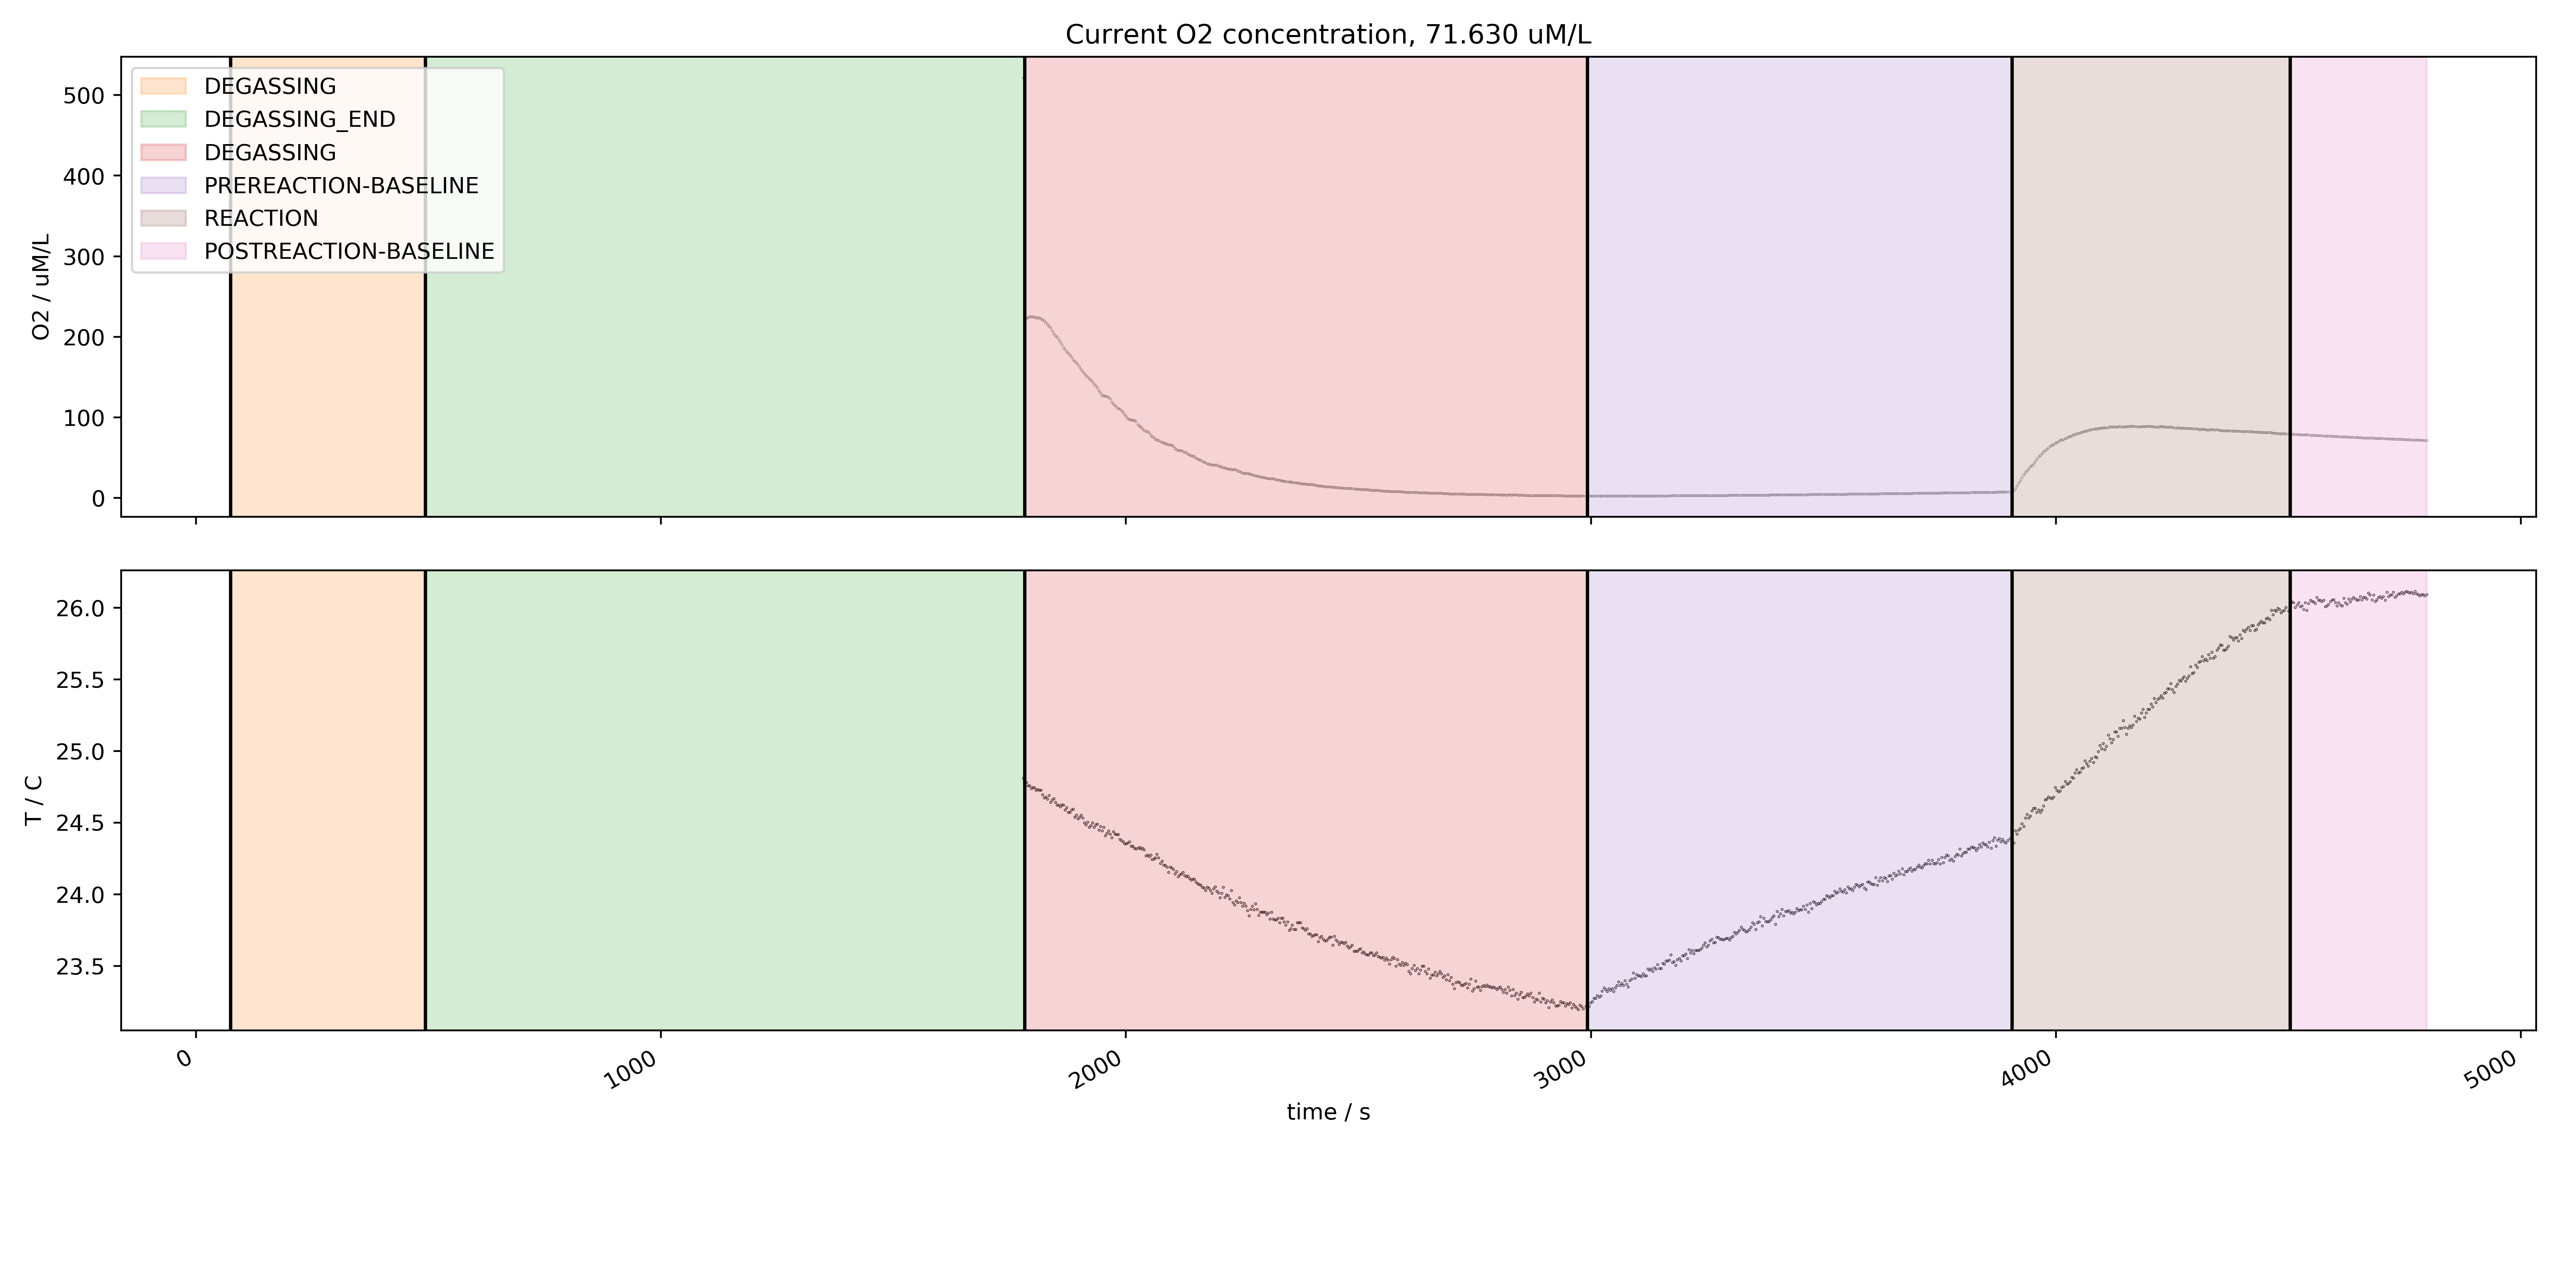 Current O2 concentration, 71.630 uM/L
DEGASSING
DEGASSING_END
DEGASSING
PREREACTION-BASELINE
REACTION
POSTREACTION-BASELINE
O2 / uM/L
500
400
300
200
100
0
T / C
26.0
25.5
25.0
24.5
24.0
23.5
0
1000
2000
3000
4000
5000
time / s